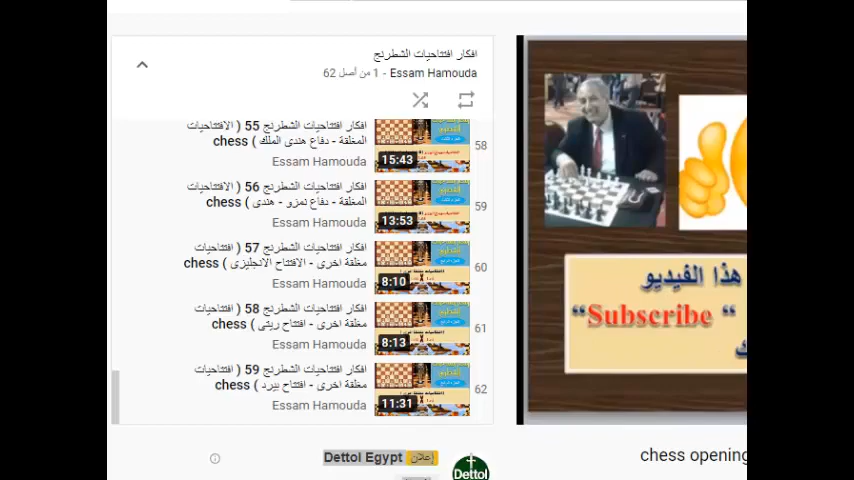 افكار افتتاحيات الشطرنج
Essam Hamouda - 1 من أصل 62
افكار افتتاحيات الشطرنج 55 ( الافتتاحيات
المغلقة - دفاع هندى الملك ) chess
Essam Hamouda
15:43
58
افكار افتتاحيات الشطرنج 56 ( الافتتاحيات
المغلقة - دفاع نمزو - هندى ) chess
Essam Hamouda
13:53
59
افكار افتتاحيات الشطرنج 57 ( افتتاحيات
مغلقة اخرى - الافتتاح الانجليزى ) chess
Essam Hamouda
8:10
60
افكار افتتاحيات الشطرنج 58 ( افتتاحيات
مغلقة اخرى - افتتاح ريتى ) chess
Essam Hamouda
8:13
61
افكار افتتاحيات الشطرنج 59 ( افتتاحيات
مغلقة اخرى - افتتاح بيرد ) chess
Essam Hamouda
11:31
62
هذا الفيديو
“Subscribe “
chess opening
إعلان Dettol Egypt
Dettol